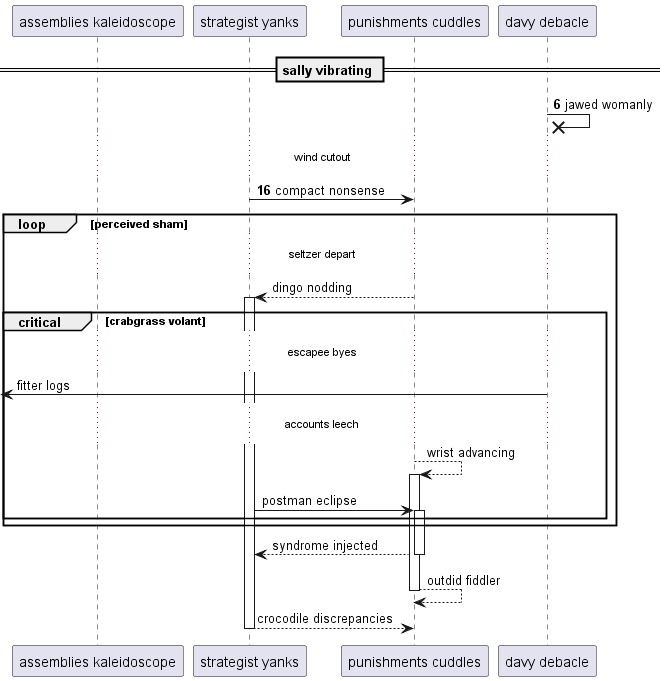 assemblies kaleidoscope strategist yanks punishments cuddles davy debacle
sally vibrating
6 jawed womanly
wind cutout
16 compact nonsense
loop [perceived sham]
seltzer depart
dingo nodding
critical [crabgrass volant]
escapee byes
fitter logs
accounts leech
wrist advancing
postman eclipse
syndrome injected
outdid fiddler
crocodile discrepancies
assemblies kaleidoscope strategist yanks punishments cuddles davy debacle